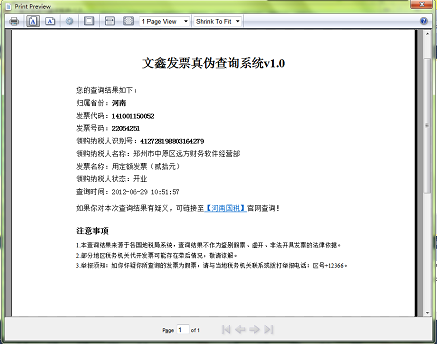 Print Preview
1 Page View
Shrink To Fit
文鑫发票真伪查询系统v1.0
您的查询结果如下：
归属省份：河南
发票代码：141001150052
发票号码：22054251
领购纳税人识别号：412728198803164279
领购纳税人名称：郑州市中原区远方财务软件经营部
发票名称：用定额发票（贰拾元）
领购纳税人状态：开业
查询时间：2012-06-29 10:51:57
如果你对本次查询结果有疑义，可链接至【河南国税】官网查询！
注意事项
1.本查询结果来源于各国地税局系统，查询结果不作为鉴别假票、虚开、非法开具发票的法律依据。
2.部分地区税务机关代开发票可能存在滞后情况，敬请谅解。
3.举报须知：如你怀疑你所查询的发票为假票，请与当地税务机关联系或拨打举报电话：区号+12366。
Page 1 of 1